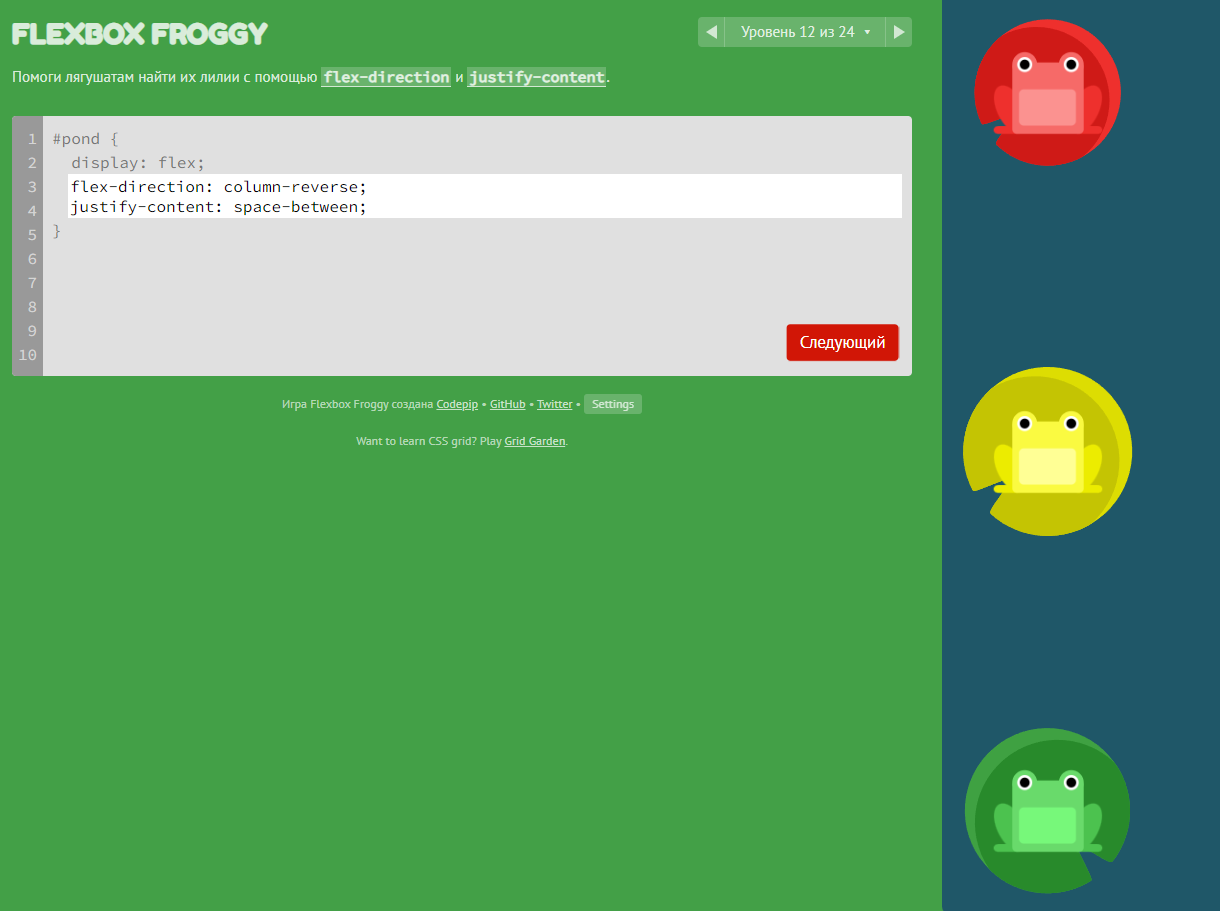 FLEXBOX FROGGY
Уровень 12 из 24
Помоги лягушатам найти их лилии с помощью flex-direction и justify-content.
1 #pond {
2 display: flex;
3 flex-direction: column-reverse;
4 justify-content: space-between;
5 }
6
7
8
9
10
Следующий
Игра Flexbox Froggy создана Codepip • GitHub • Twitter • Settings
Want to learn CSS grid? Play Grid Garden.